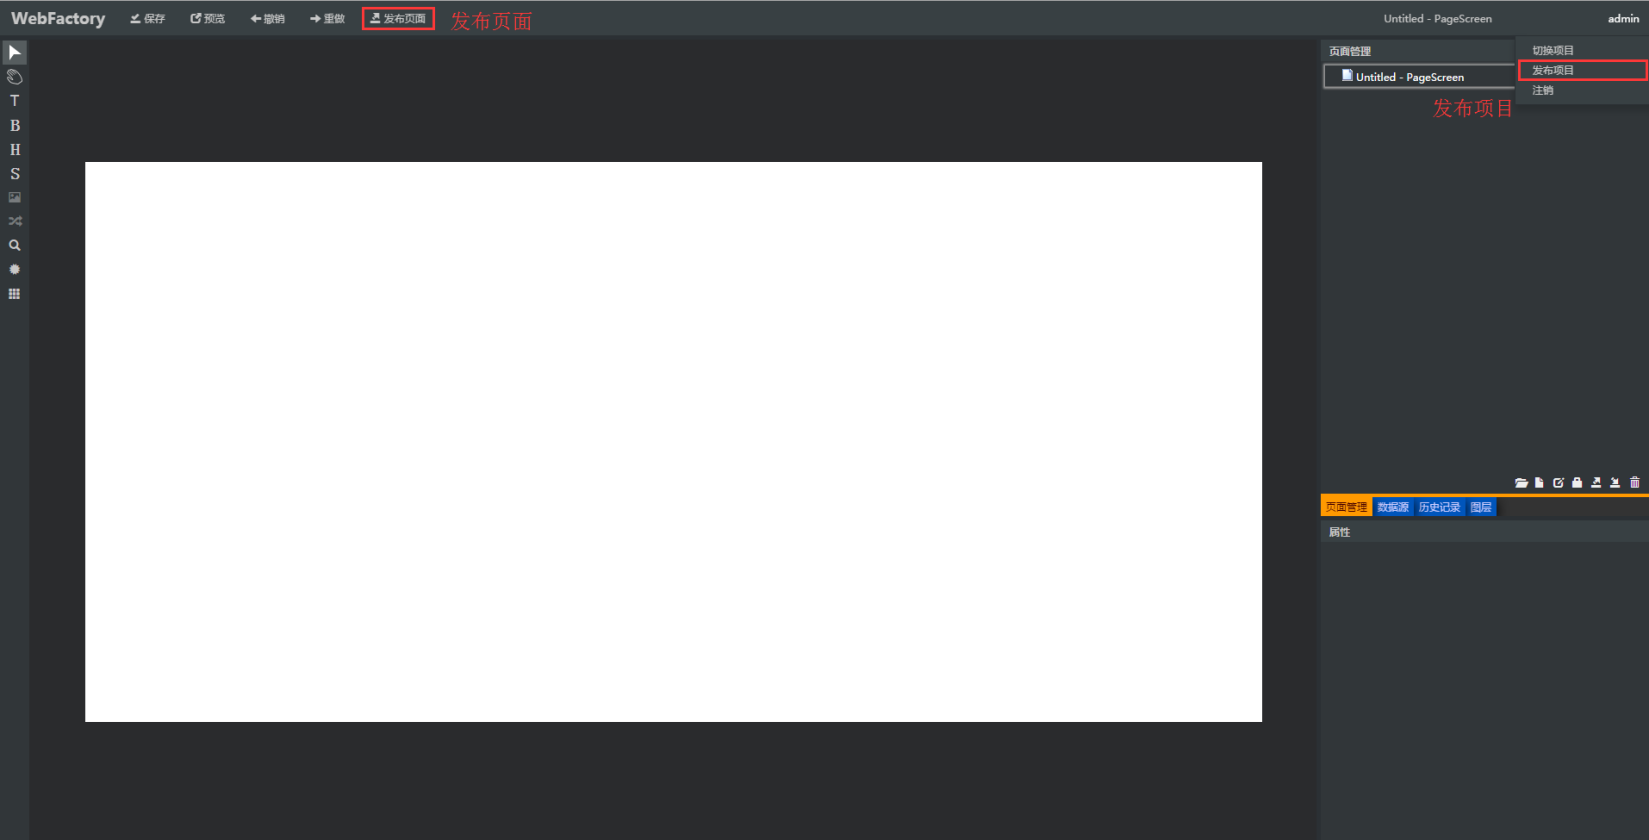 WebFactory 保存 预览 撤销 重做 发布页面 发布页面 Untitled - PageScreen admin
页面管理
Untitled - PageScreen
切换项目
发布项目
注销
发布项目
T
B
H
S
页面管理 数据源 历史记录 图层
属性